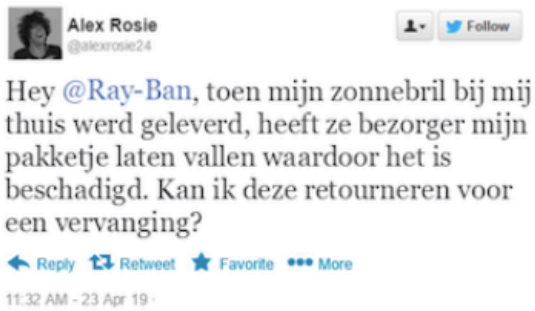 Alex Rosie
@alexrosie24
Follow
Hey @Ray-Ban, toen mijn zonnebril bij mij
thuis werd geleverd, heeft ze bezorger mijn
pakketje laten vallen waardoor het is
beschadigd. Kan ik deze retourneren voor
een vervanging?
Reply Retweet Favorite More
11:32 AM - 23 Apr 19 ·